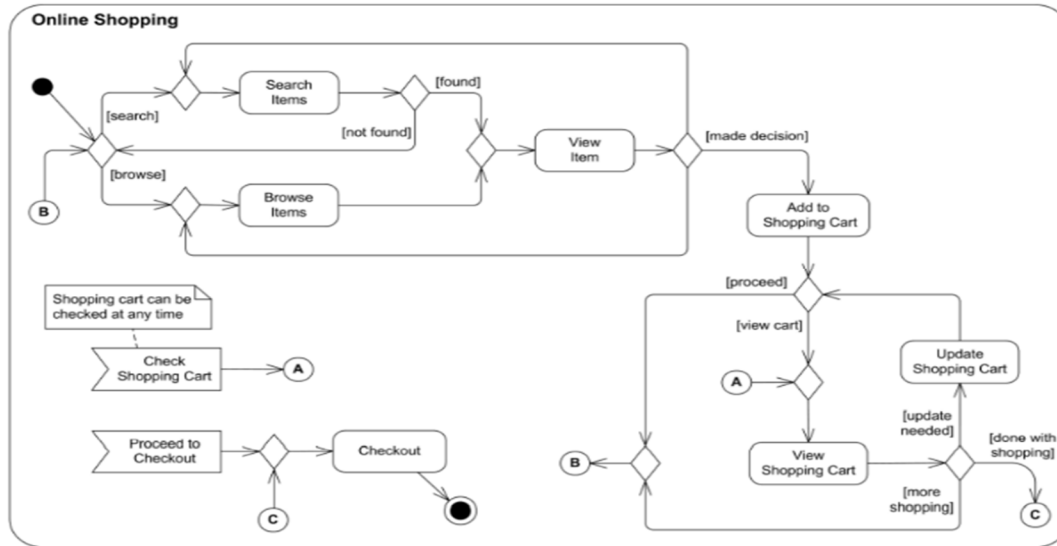 Online Shopping
Search
Items
[found]
[search]
[not found]
[made decision]
View
Item
[browse]
Browse
Items
B
Add to
Shopping Cart
Shopping cart can be
checked at any time
[proceed]
[view cart]
Check
Shopping Cart
A
A
Update
Shopping Cart
[update
needed]
[done with
shopping]
Proceed to
Checkout
Checkout
B
View
Shopping Cart
[more
shopping]
C
C